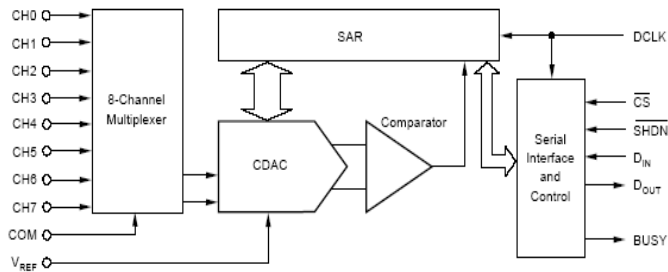 CH0
CH1
CH2
CH3
CH4
CH5
CH6
CH7
COM
VREF
8-Channel
Multiplexer
SAR
CDAC
Comparator
Serial
Interface
and
Control
DCLK
CS
SHDN
DIN
DOUT
BUSY